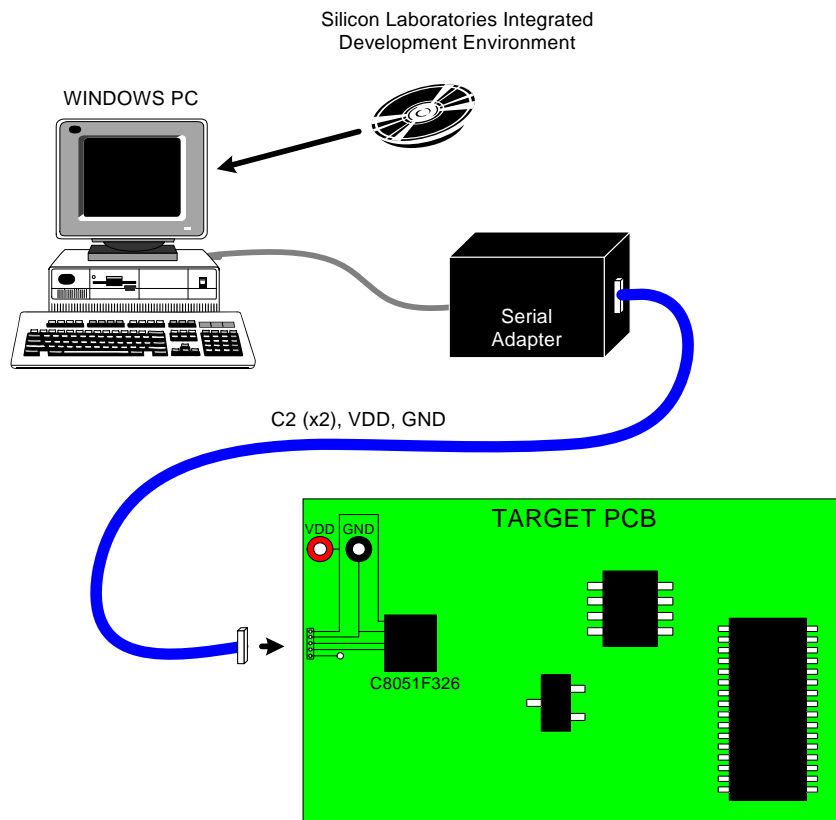 Silicon Laboratories Integrated
Development Environment
WINDOWS PC
Serial
Adapter
C2 (x2), VDD, GND
TARGET PCB
VDD GND
C8051F326